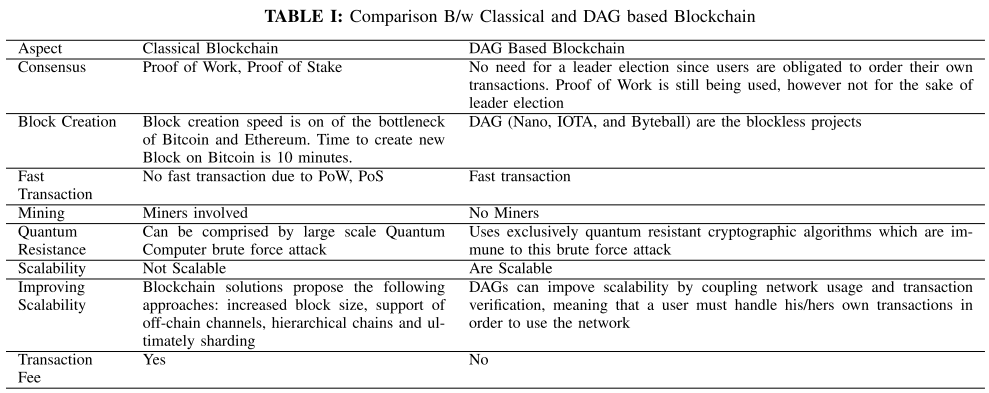 TABLE I: Comparison B/w Classical and DAG based Blockchain
Aspect Classical Blockchain DAG Based Blockchain
Consensus Proof of Work, Proof of Stake No need for a leader election since users are obligated to order their own
transactions. Proof of Work is still being used, however not for the sake of
leader election
Block Creation Block creation speed is on of the bottleneck DAG (Nano, IOTA, and Byteball) are the blockless projects
of Bitcoin and Ethereum. Time to create new
Block on Bitcoin is 10 minutes.
Fast No fast transaction due to PoW, PoS Fast transaction
Transaction
Mining Miners involved No Miners
Quantum Can be comprised by large scale Quantum Uses exclusively quantum resistant cryptographic algorithms which are im-
Resistance Computer brute force attack mune to this brute force attack
Scalability Not Scalable Are Scalable
Improving Blockchain solutions propose the following DAGs can impove scalability by coupling network usage and transaction
Scalability approaches: increased block size, support of verification, meaning that a user must handle his/hers own transactions in
off-chain channels, hierarchical chains and ul- order to use the network
timately sharding
Transaction Yes No
Fee